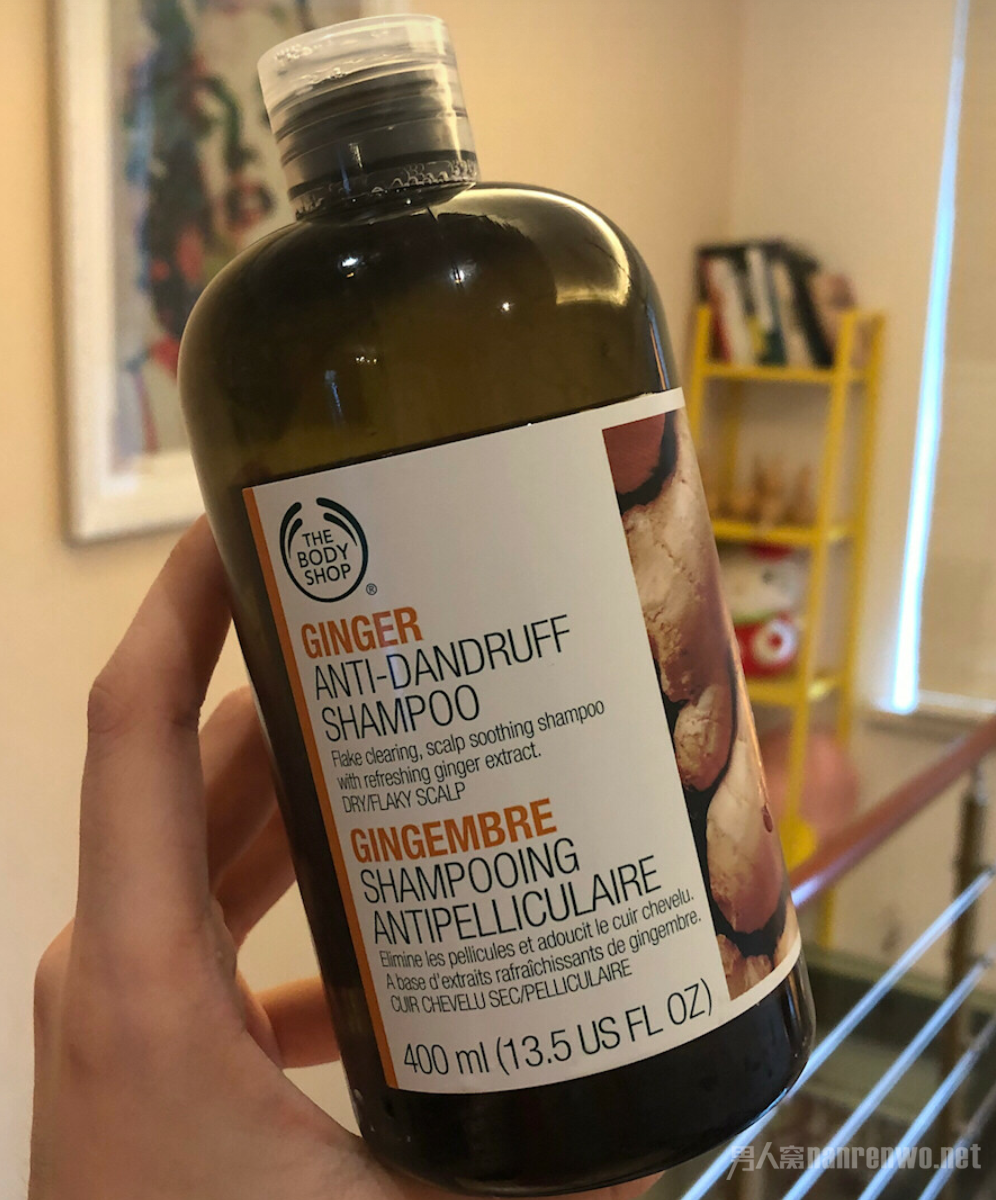 THE
BODY
SHOP
®
GINGER
ANTI-DANDRUFF
SHAMPOO
Flake clearing, scalp soothing shampoo
with refreshing ginger extract.
DRY/FLAKY SCALP
GINGEMBRE
SHAMPOOING
ANTIPELLICULAIRE
Elimine les pellicules et adoucit le cuir chevelu.
A base d'extraits rafraîchissants de gingembre.
CUIR CHEVELU SEC/PELLICULAIRE
400 ml (13.5 US FL OZ)
男人窝nanrenwo.net